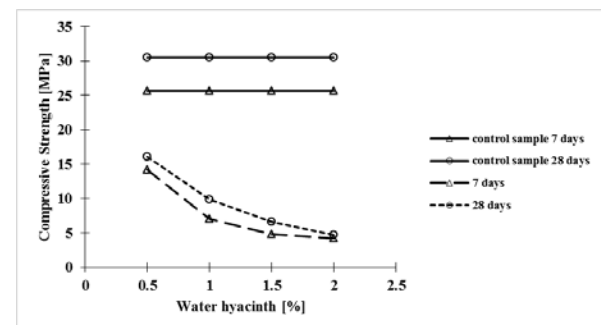 Compressive Strength [MPa]
35
30
25
20
15
10
5
0
0
0.5
1
1.5
2
2.5
Water hyacinth [%]
control sample 7 days
control sample 28 days
7 days
28 days